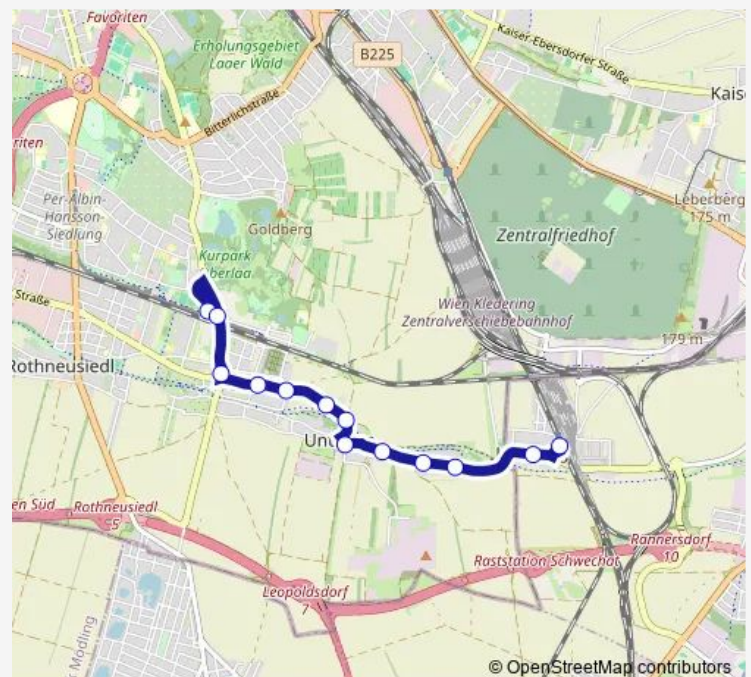 Favoriten
Erholungsgebiet
Laaer Wald
B225
Kaiser-Ebersdorfer Straße
Bitterlichstraße
Kais
riten
Per-Albin-
Hansson-
Siedlung
Goldberg
Leberberg
175 m
Zentralfriedhof
Kurpark
berlaa
Straße
Wien Kledering
Zentralverschiebebahnhof
179 m
Rothneusiedl
Unt
en Süd
Rothneusiedl
5
Rannersdorf
10
Raststation Schwechat
Leopoldsdorf
7
r Mödling
© OpenStreetMap contributors